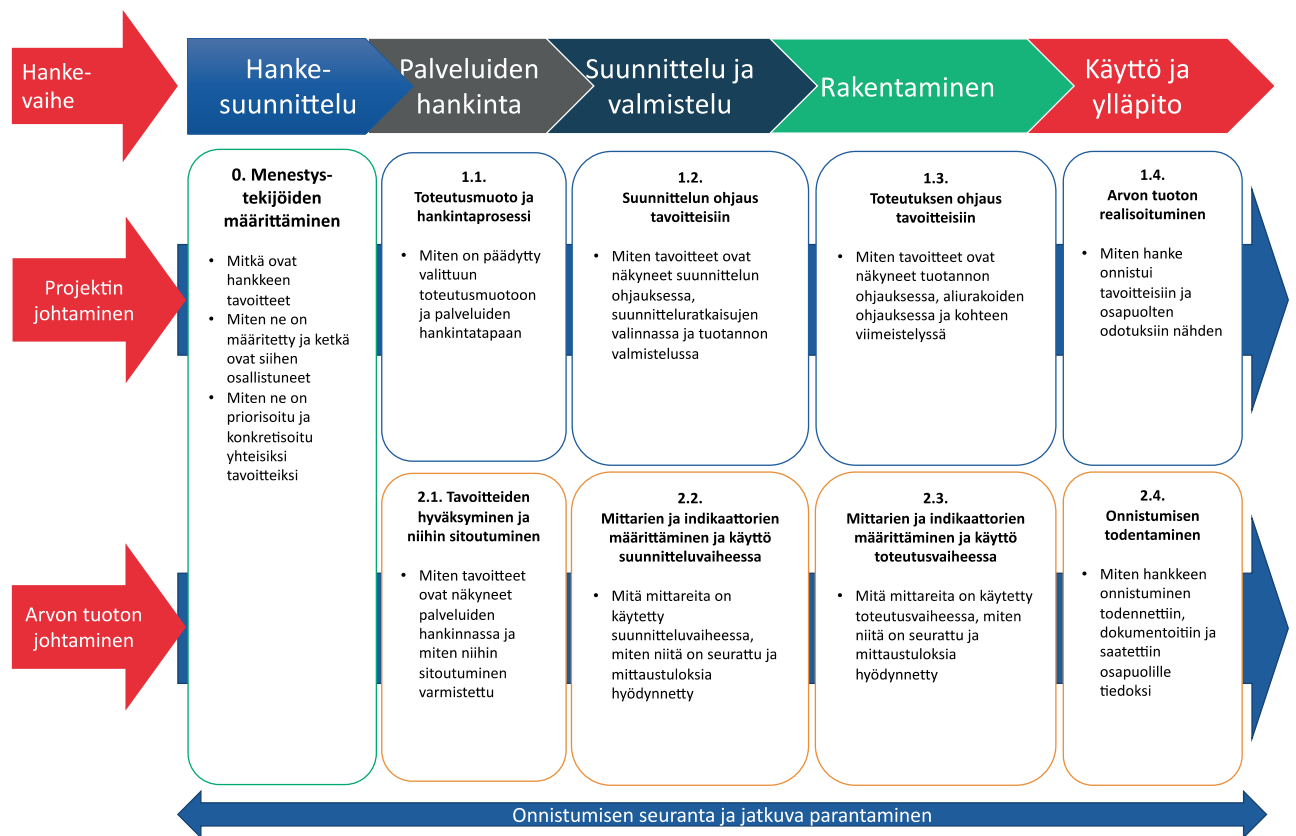 Hanke-
vaihe
Hanke-
suunnittelu
Palveluiden
hankinta
Suunnittelu ja
valmistelu
Rakentaminen
Käyttö ja
ylläpito
Projektin
johtaminen
Arvon tuoton
johtaminen
0. Menestys-
tekijöiden
määrittäminen
• Mitkä ovat
hankkeen
tavoitteet
• Miten ne on
määritetty ja ketkä
ovat siihen
osallistuneet
• Miten ne on
priorisoitu ja
konkretisoitu
yhteisiksi
tavoitteiksi
1.1.
Toteutusmuoto ja
hankintaprosessi
• Miten on päädytty
valittuun
toteutusmuotoon
ja palveluiden
hankintatapaan
1.2.
Suunnittelun ohjaus
tavoitteisiin
• Miten tavoitteet ovat
näkyneet suunnittelun
ohjauksessa,
suunnitteluratkaisujen
valinnassa ja tuotannon
valmistelussa
1.3.
Toteutuksen ohjaus
tavoitteisiin
• Miten tavoitteet ovat
näkyneet tuotannon
ohjauksessa, aliurakoiden
ohjauksessa ja kohteen
viimeistelyssä
1.4.
Arvon tuoton
realisoituminen
• Miten hanke
onnistui
tavoitteisiin ja
osapuolten
odotuksiin nähden
2.1. Tavoitteiden
hyväksyminen ja
niihin sitoutuminen
• Miten tavoitteet
ovat näkyneet
palveluiden
hankinnassa ja
miten niihin
sitoutuminen
varmistettu
2.2.
Mittarien ja indikaattorien
määrittäminen ja käyttö
suunnitteluvaiheessa
• Mitä mittareita on
käytetty
suunnitteluvaiheessa,
miten niitä on seurattu ja
mittaustuloksia
hyödynnetty
2.3.
Mittarien ja indikaattorien
määrittäminen ja käyttö
toteutusvaiheessa
• Mitä mittareita on käytetty
toteutusvaiheessa, miten
niitä on seurattu ja
mittaustuloksia
hyödynnetty
2.4.
Onnistumisen
todentaminen
• Miten hankkeen
onnistuminen
todennettiin,
dokumentoitiin ja
saatettiin
osapuolille
tiedoksi
Onnistumisen seuranta ja jatkuva parantaminen